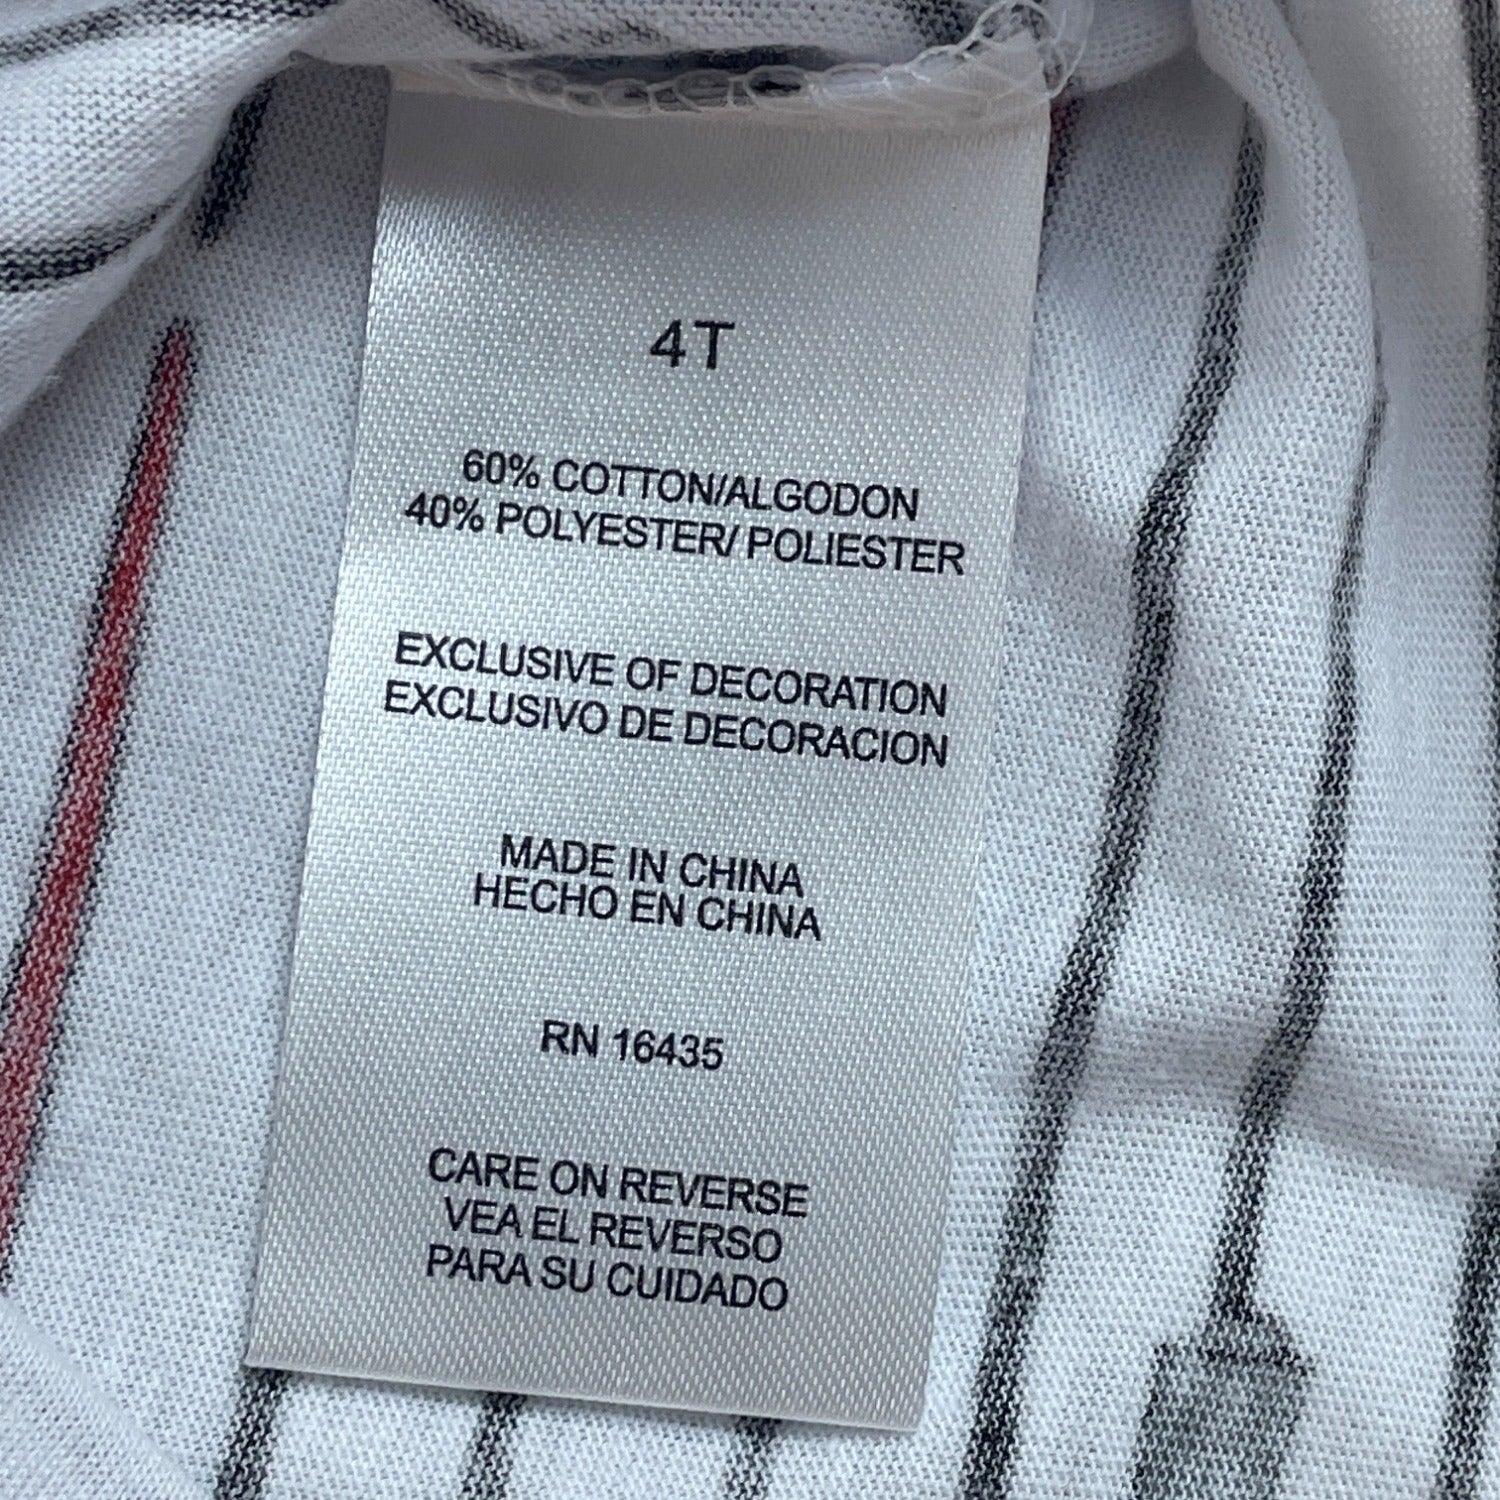 4T
60% COTTON/ALGODON
40% POLYESTER/ POLIESTER
EXCLUSIVE OF DECORATION
EXCLUSIVO DE DECORACION
MADE IN CHINA
HECHO EN CHINA
RN 16435
CARE ON REVERSE
VEA EL REVERSO
PARA SU CUIDADO